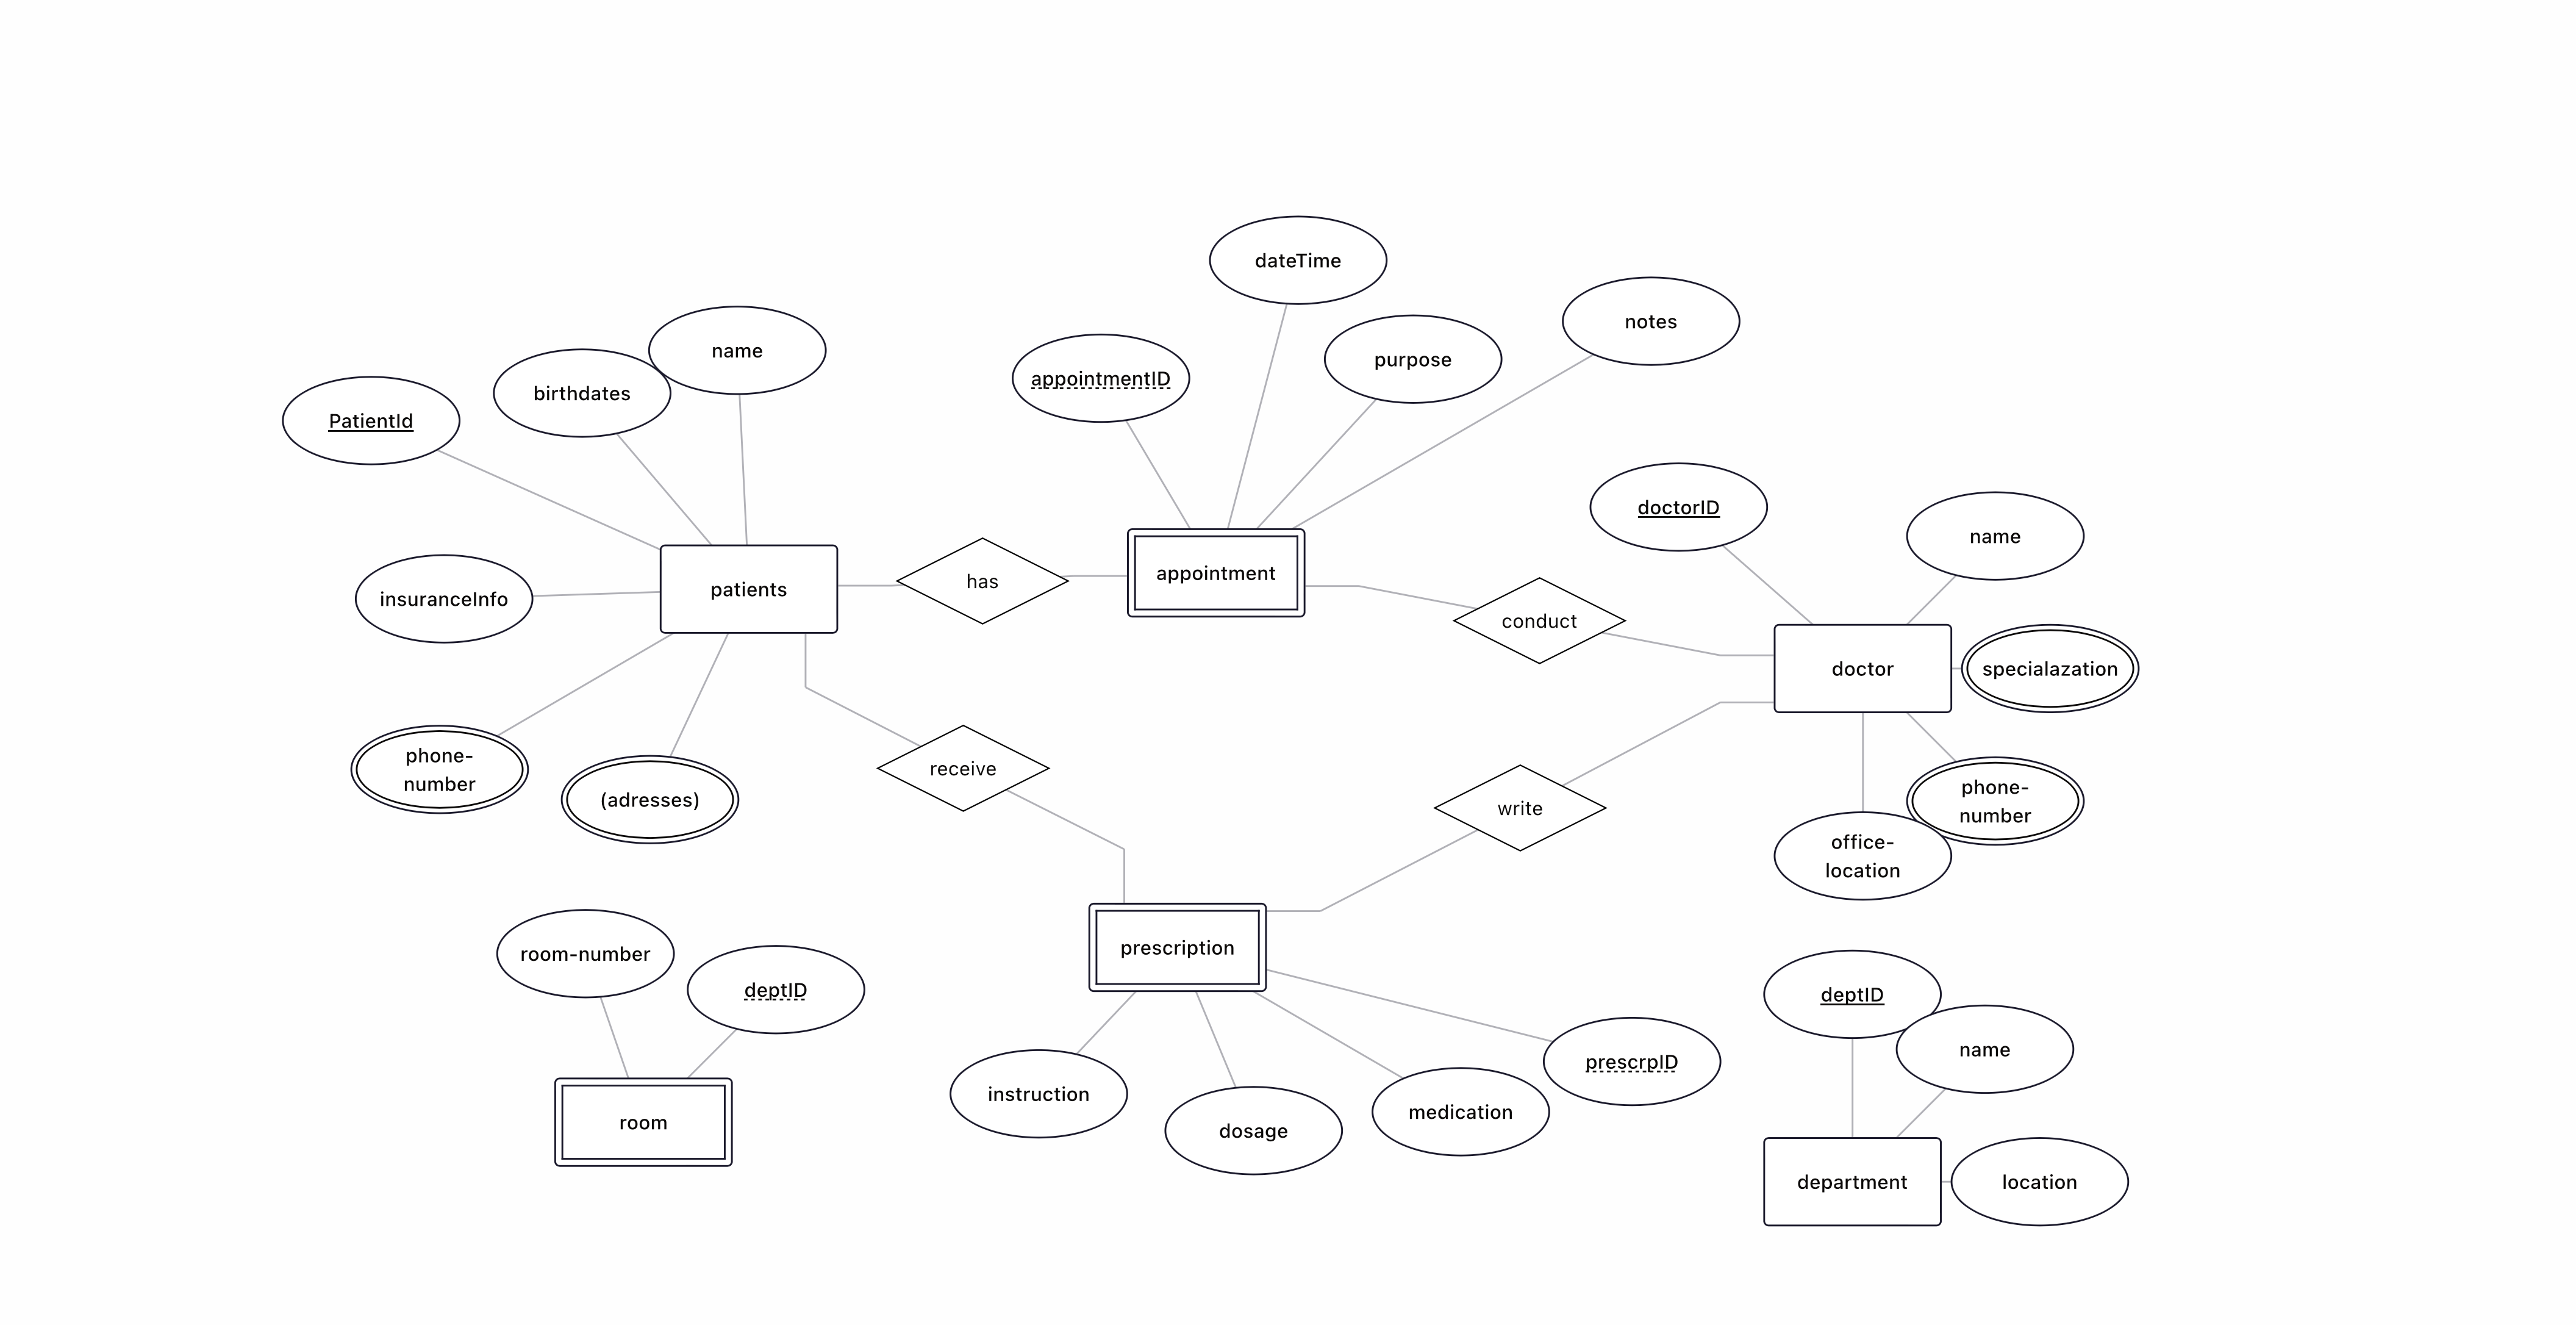 dateTime
notes
name
purpose
appointmentID
birthdates
PatientId
doctorID
name
appointment
has
patients
insuranceInfo
conduct
doctor
specialazation
phone-
number
receive
(adresses)
phone-
number
write
office-
location
prescription
room-number
deptID
deptID
name
prescrpID
instruction
medication
room
dosage
department
location